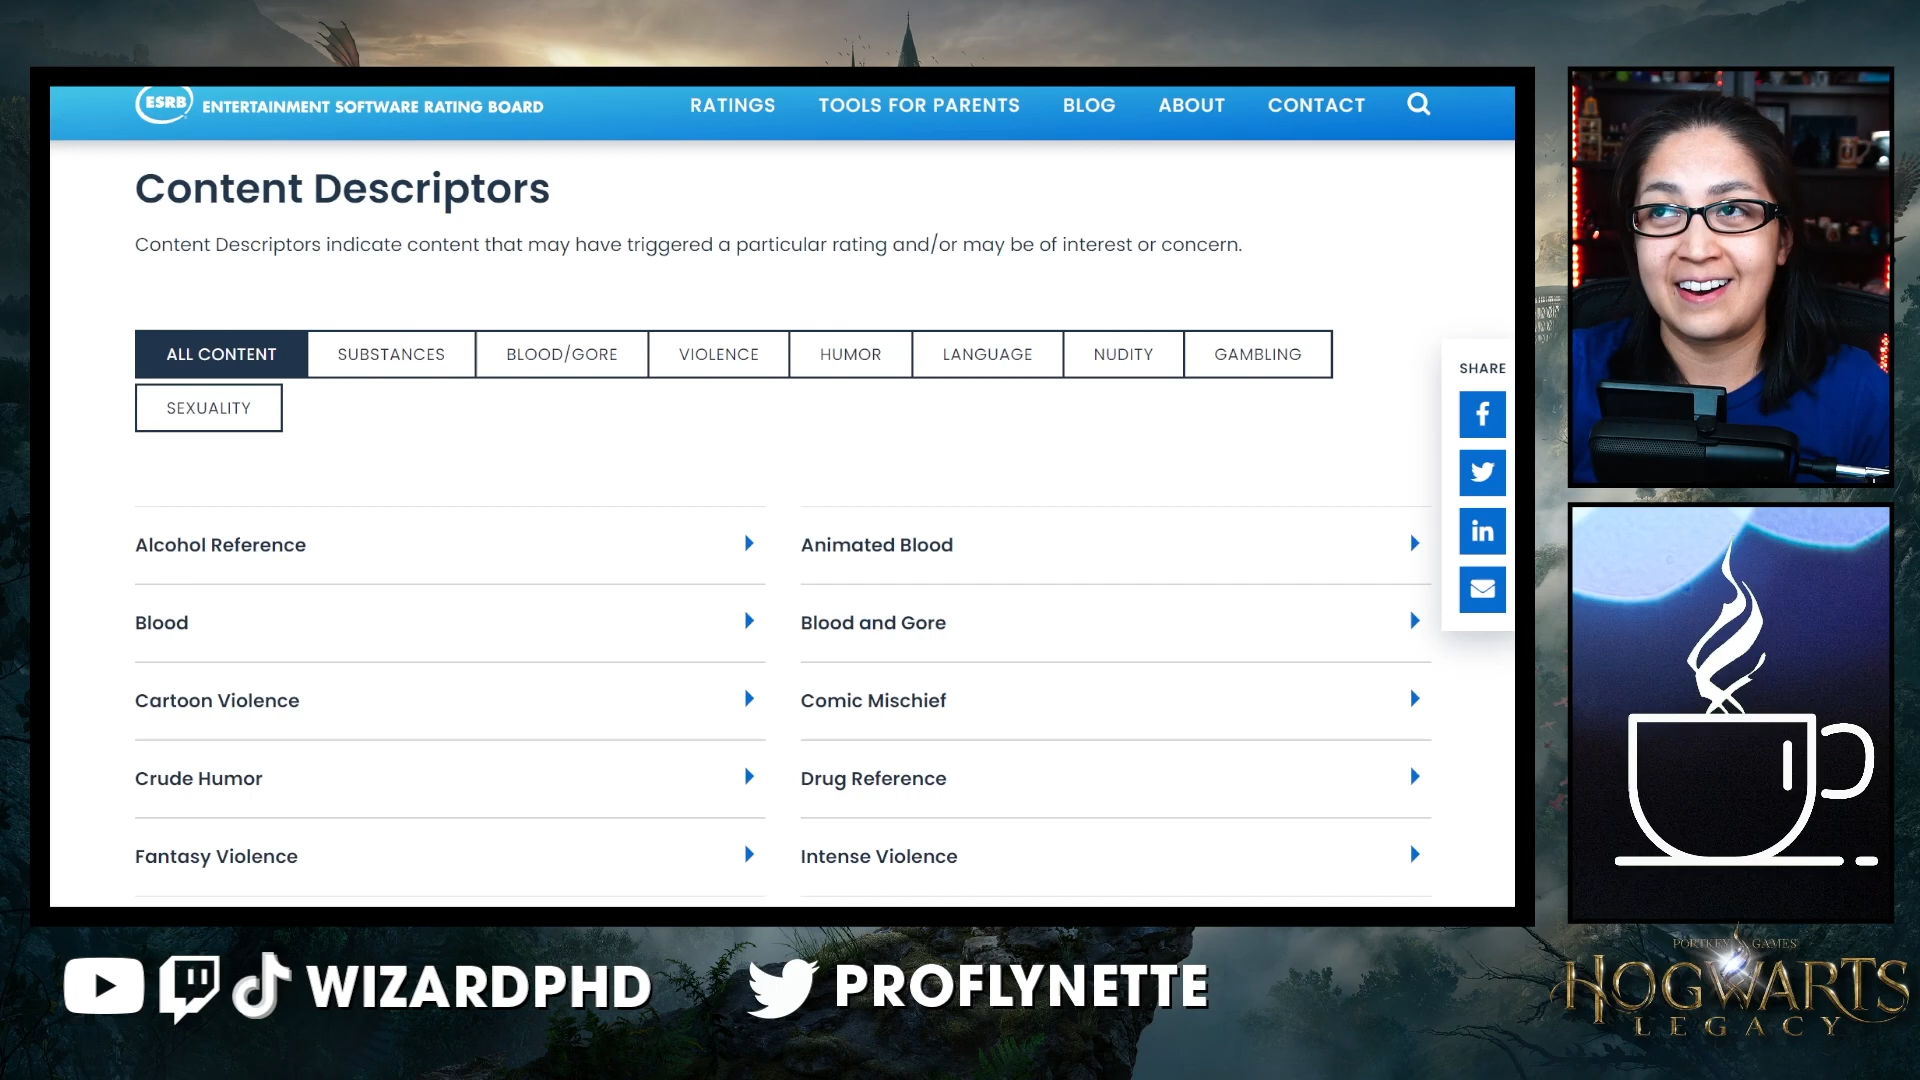 ESRB ENTERTAINMENT SOFTWARE RATING BOARD
RATINGS TOOLS FOR PARENTS BLOG ABOUT CONTACT
Content Descriptors
Content Descriptors indicate content that may have triggered a particular rating and/or may be of interest or concern.
ALL CONTENT SUBSTANCES BLOOD/GORE VIOLENCE HUMOR LANGUAGE NUDITY GAMBLING
SEXUALITY
SHARE
Alcohol Reference Animated Blood
Blood Blood and Gore
Cartoon Violence Comic Mischief
Crude Humor Drug Reference
Fantasy Violence Intense Violence
WIZARDPHD PROFLYNETTE
PORTKEY GAMES
HOGWARTS
LEGACY